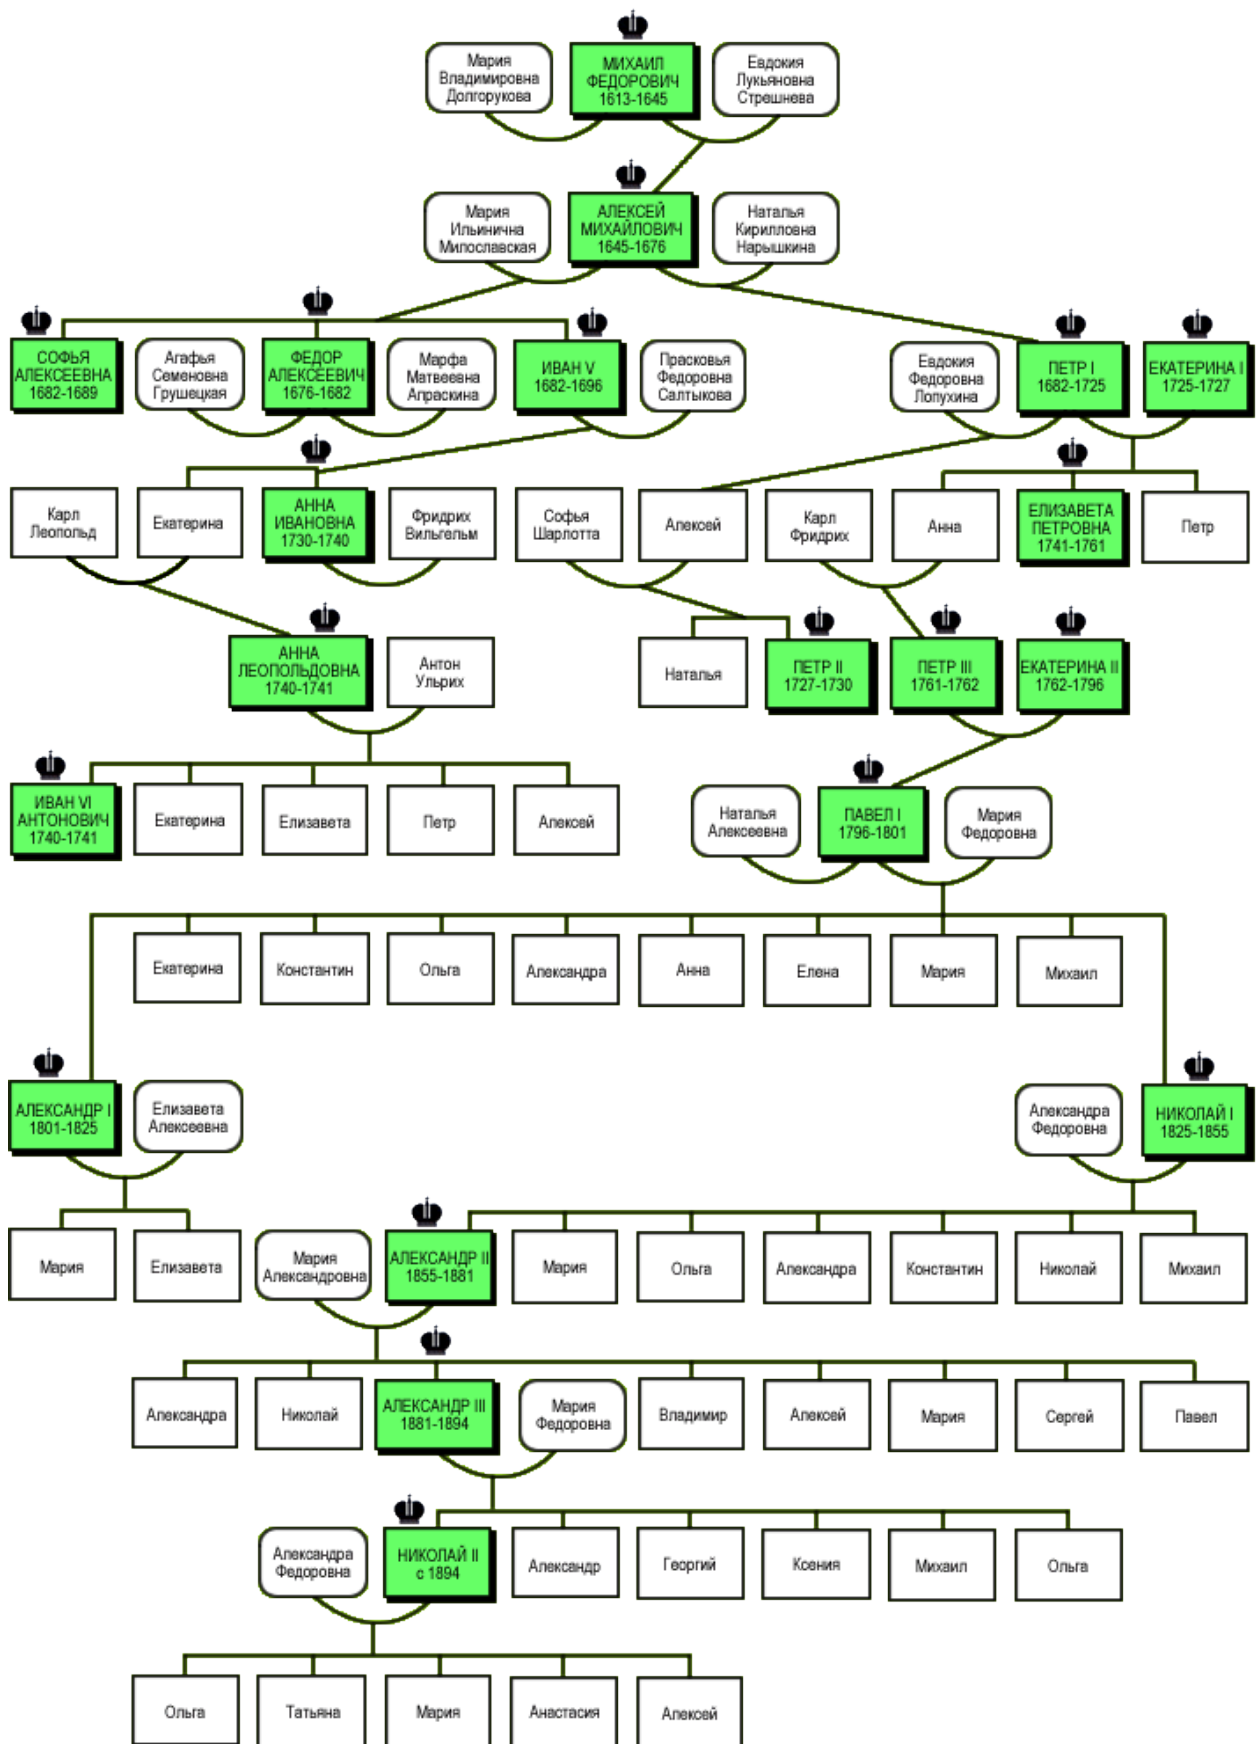 Мария
Владимировна
Долгорукова
МИХАИЛ
ФЕДОРОВИЧ
1613-1645
Евдокия
Лукьяновна
Стрешнева
Мария
Ильинична
Милославская
АЛЕКСЕЙ
МИХАЙЛОВИЧ
1645-1676
Наталья
Кирилловна
Нарышкина
СОФЬЯ
АЛЕКСЕЕВНА
1682-1689
Агафья
Семеновна
Грушецкая
ФЕДОР
АЛЕКСЕЕВИЧ
1676-1682
Марфа
Матвеевна
Апраскина
ИВАН V
1682-1696
Прасковья
Федоровна
Салтыкова
Евдокия
Федоровна
Лопухина
ПЕТР I
1682-1725
ЕКАТЕРИНА I
1725-1727
Карл
Леопольд
Екатерина
АННА
ИВАНОВНА
1730-1740
Фридрих
Вильгельм
Софья
Шарлотта
Алексей
Карл
Фридрих
Анна
ЕЛИЗАВЕТА
ПЕТРОВНА
1741-1761
Петр
АННА
ЛЕОПОЛЬДОВНА
1740-1741
Антон
Ульрих
Наталья
ПЕТР II
1727-1730
ПЕТР III
1761-1762
ЕКАТЕРИНА II
1762-1796
ИВАН VI
АНТОНОВИЧ
1740-1741
Екатерина
Елизавета
Петр
Алексей
Наталья
Алексеевна
ПАВЕЛ I
1796-1801
Мария
Федоровна
Екатерина
Константин
Ольга
Александра
Анна
Елена
Мария
Михаил
АЛЕКСАНДР I
1801-1825
Елизавета
Алексеевна
Александра
Федоровна
НИКОЛАЙ I
1825-1855
Мария
Елизавета
Мария
Александровна
АЛЕКСАНДР II
1855-1881
Мария
Ольга
Александра
Константин
Николай
Михаил
Александра
Николай
АЛЕКСАНДР III
1881-1894
Мария
Федоровна
Владимир
Алексей
Мария
Сергей
Павел
Александра
Федоровна
НИКОЛАЙ II
с 1894
Александр
Георгий
Ксения
Михаил
Ольга
Ольга
Татьяна
Мария
Анастасия
Алексей